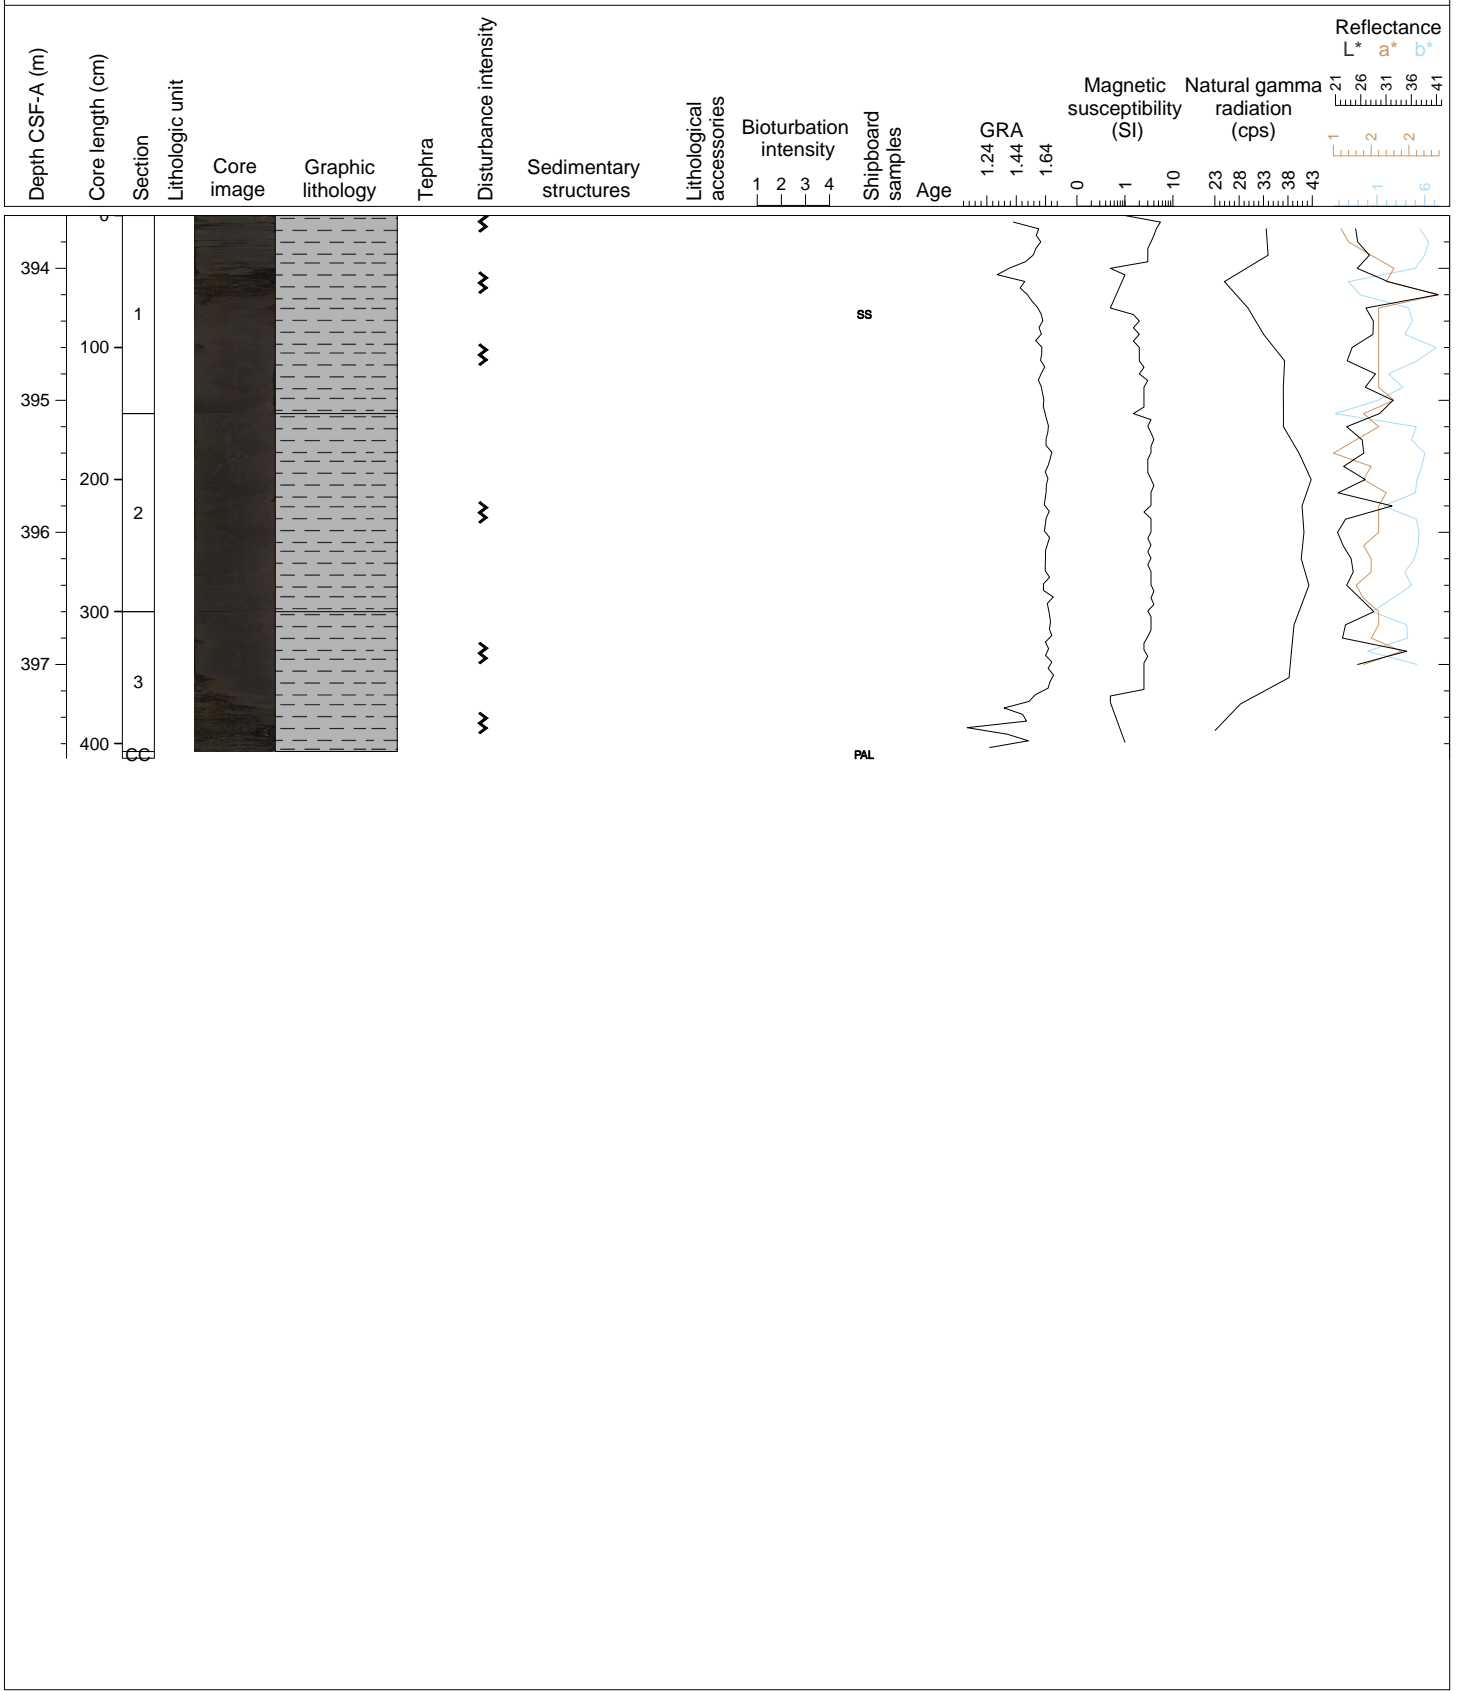 Depth CSF-A (m)
Core length (cm)
Section
Lithologic unit
Core
image
Graphic
lithology
Tephra
Disturbance intensity
Sedimentary
structures
Lithological
accessories
Bioturbation
intensity
1 2 3 4
Shipboard
samples
Age
GRA
1.24 1.44 1.64
Magnetic
susceptibility
(SI)
0 1 10
Natural gamma
radiation
(cps)
23 28 33 38 43
Reflectance
L* a* b*
21 26 31 36 41
1 2 2
1 6
0
394
1
SS
100
395
200
2
396
300
397
3
400
CC
PAL